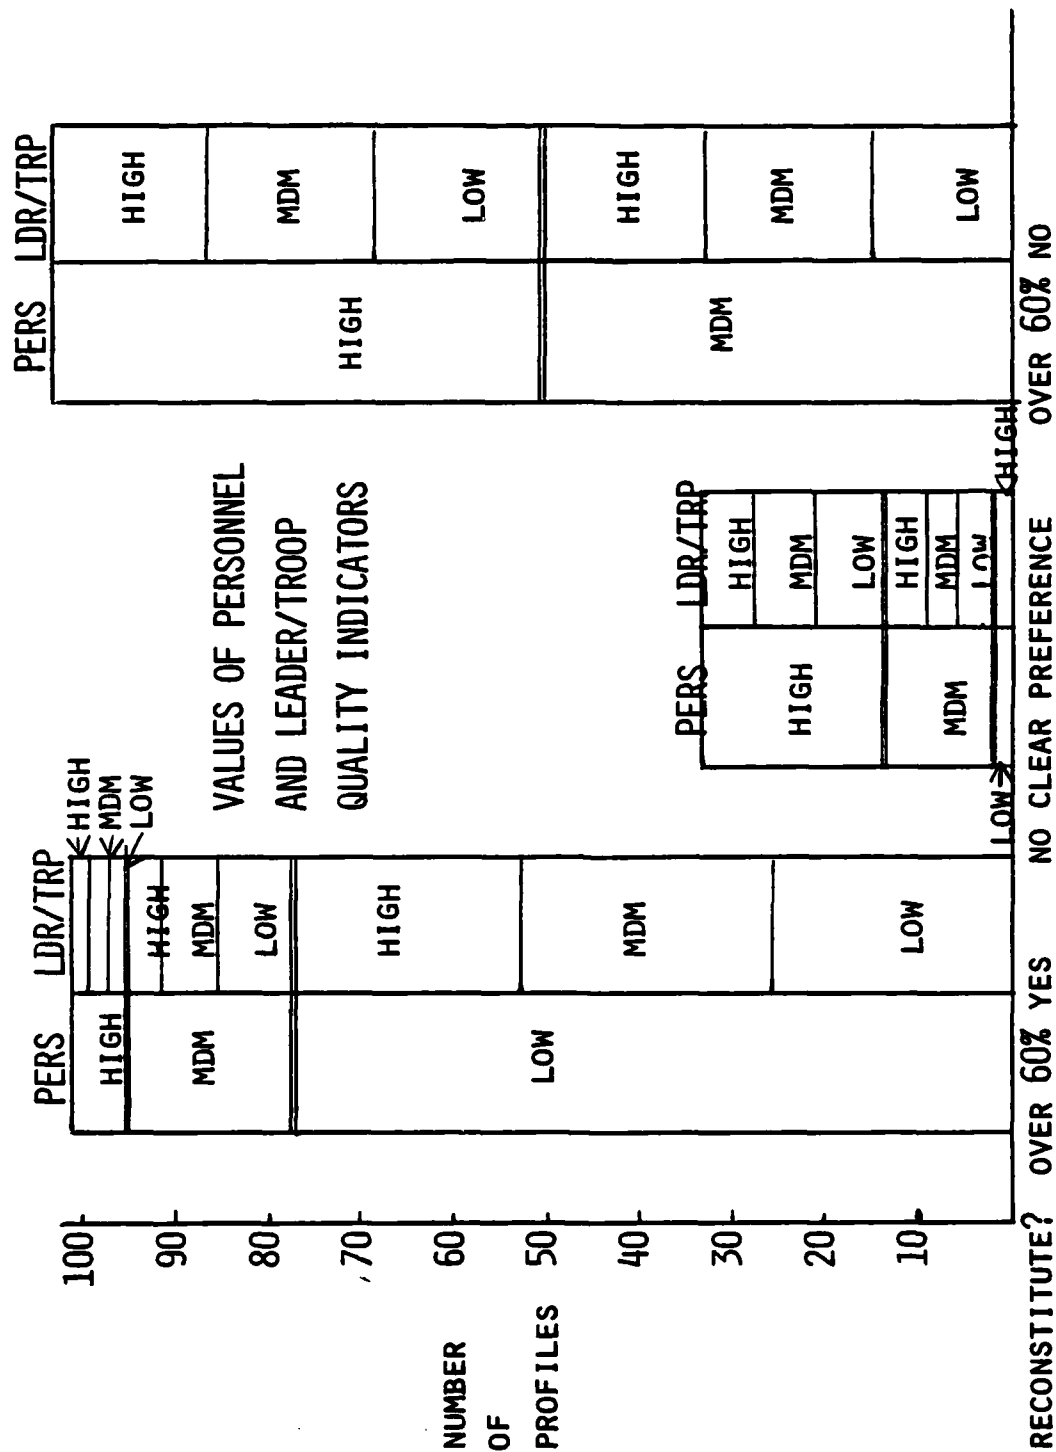 VALUES OF PERSONNEL
AND LEADER/TROOP
QUALITY INDICATORS
NUMBER
OF
PROFILES
100
90
80
70
60
50
40
30
20
10
PERS LDR/TRP
HIGH
MDM
LOW
HIGH
MDM
LOW
HIGH
MDM
LOW
HIGH
MDM
LOW
PERS LDR/TRP
HIGH
MDM
LOW
HIGH
MDM
LOW
HIGH
MDM
LOW
HIGH
PERS LDR/TRP
HIGH
MDM
HIGH
MDM
LOW
HIGH
MDM
LOW
RECONSTITUTE? OVER 60% YES NO CLEAR PREFERENCE OVER 60% NO